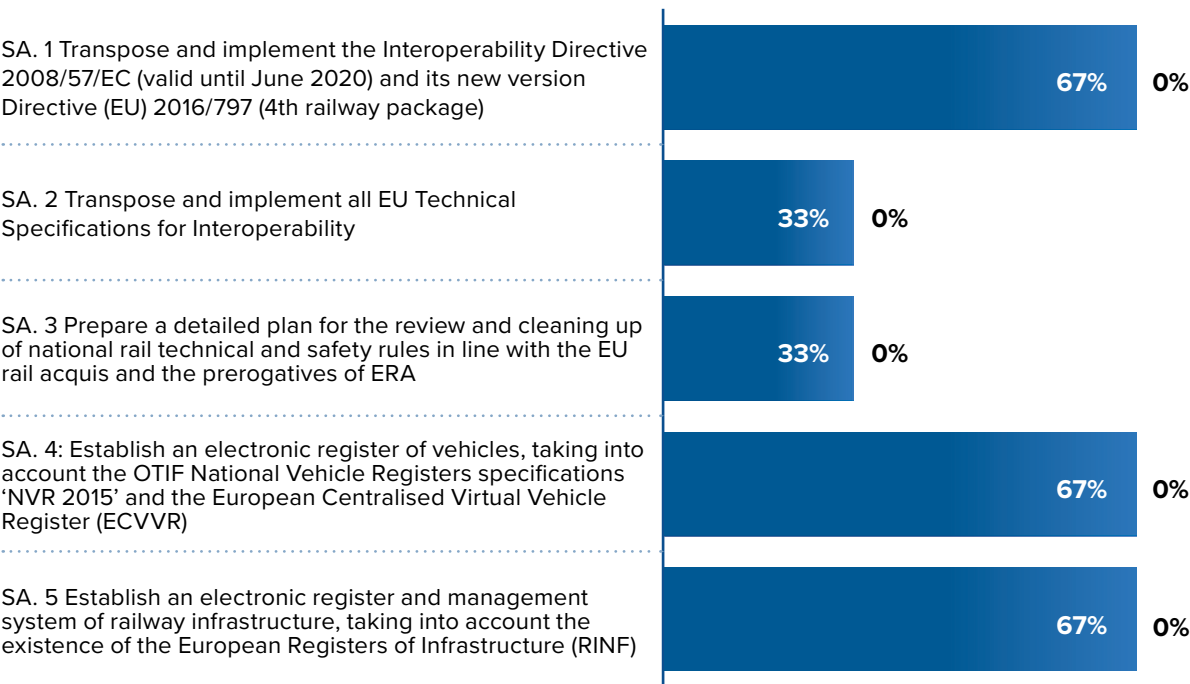 SA. 1 Transpose and implement the Interoperability Directive
2008/57/EC (valid until June 2020) and its new version
Directive (EU) 2016/797 (4th railway package)
67% 0%
SA. 2 Transpose and implement all EU Technical
Specifications for Interoperability
33% 0%
SA. 3 Prepare a detailed plan for the review and cleaning up
of national rail technical and safety rules in line with the EU
rail acquis and the prerogatives of ERA
33% 0%
SA. 4: Establish an electronic register of vehicles, taking into
account the OTIF National Vehicle Registers specifications
‘NVR 2015’ and the European Centralised Virtual Vehicle
Register (ECVVR)
67% 0%
SA. 5 Establish an electronic register and management
system of railway infrastructure, taking into account the
existence of the European Registers of Infrastructure (RINF)
67% 0%